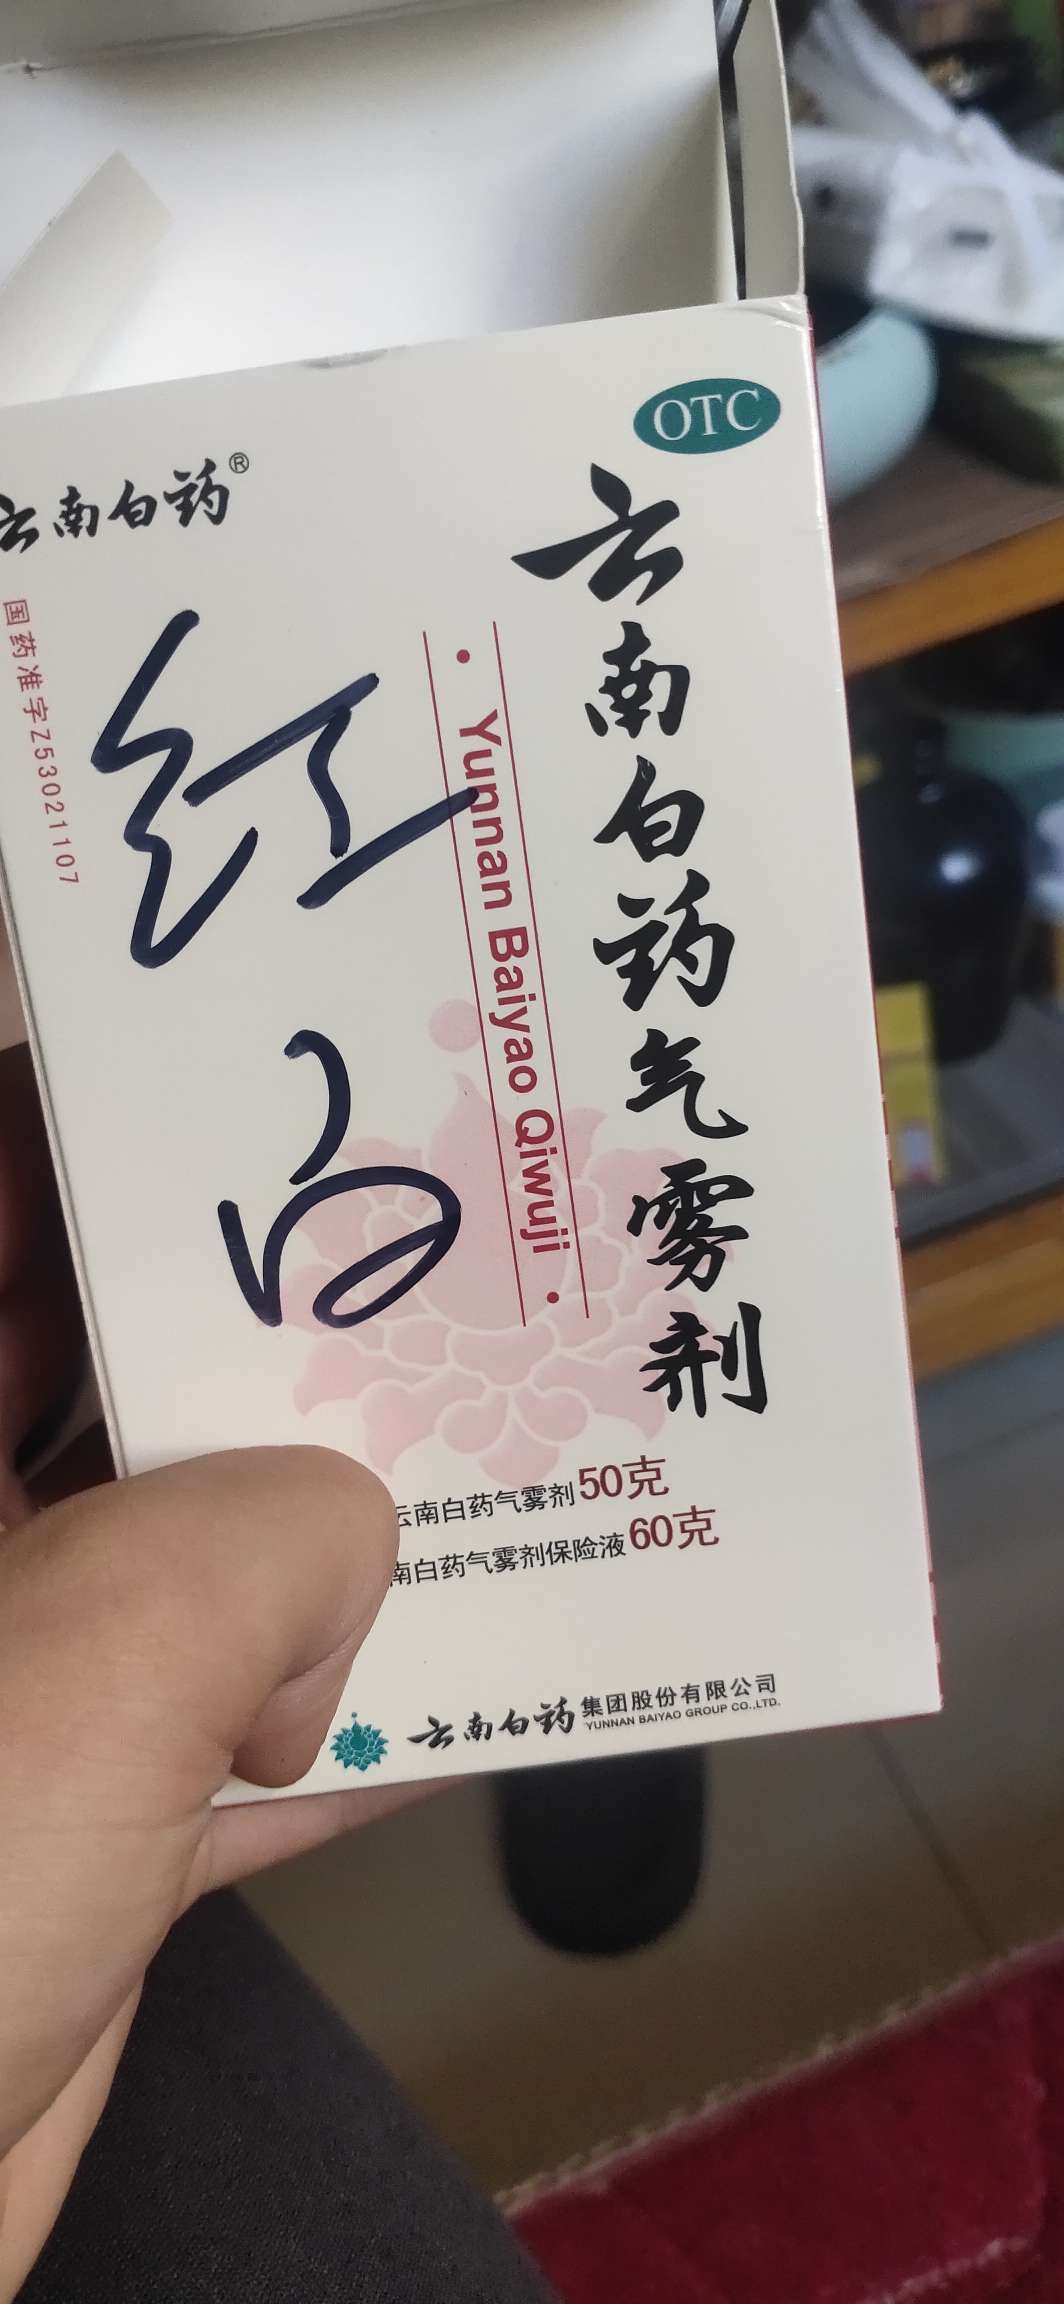 OTC
云南白药®
国药准字Z53021107
云南白药气雾剂
• Yunnan Baiyao Qiwuji •
红
白
云南白药气雾剂50克
南白药气雾剂保险液60克
云南白药集团股份有限公司
YUNNAN BAIYAO GROUP CO.,LTD.